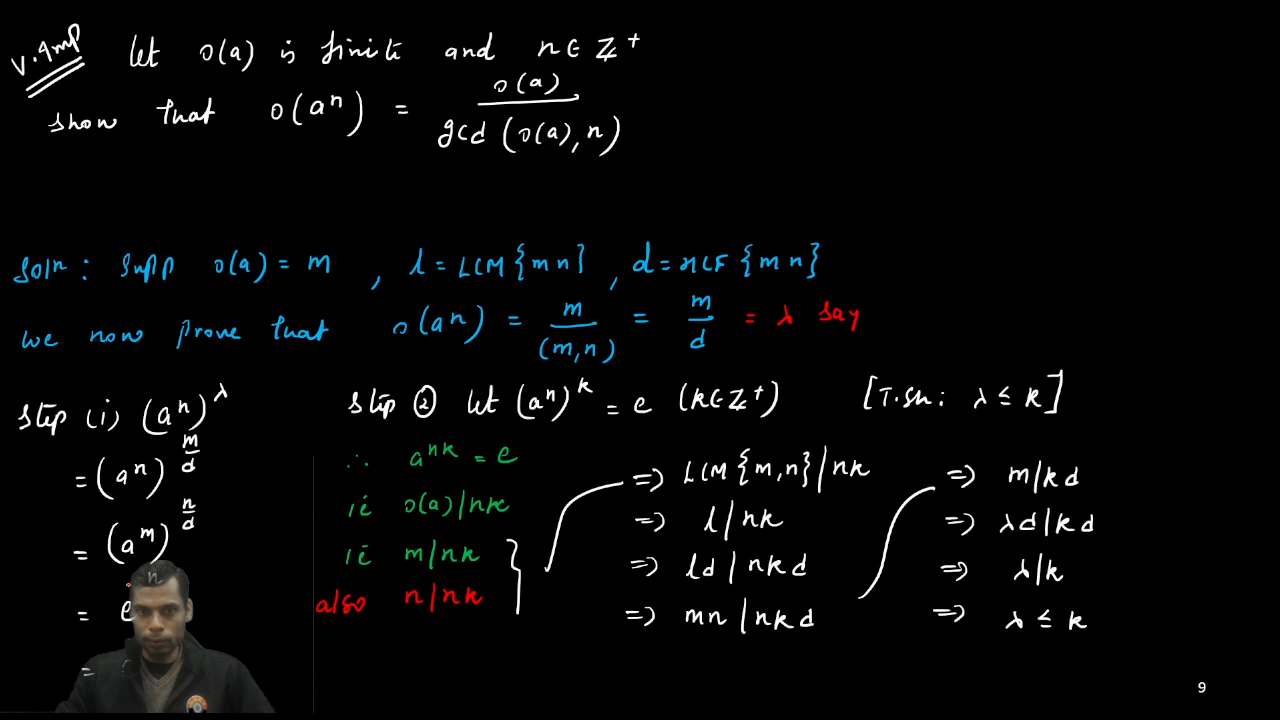 V. Imp
Let o(a) is finite and n ∈ Z+
show that o(aⁿ) = o(a) / gcd (o(a), n)
Solⁿ : Supp o(a) = m , l = LCM {m n} , d = HCF {m n}
we now prove that o(aⁿ) = m / (m, n) = m / d = λ say
Step (i) (aⁿ)^λ
= (aⁿ)^(m/d)
= (a^m)^(n/d)
= e
=
Step ② let (aⁿ)^k = e (k ∈ Z+) [T.Sh : λ ≤ k]
∴ a^(nk) = e
ie o(a) | nk
ie m | nk
also n | nk
=> LCM {m, n} | nk
=> l | nk
=> ld | nkd
=> mn | nkd
=> m | kd
=> λd | kd
=> λ | k
=> λ ≤ k
9